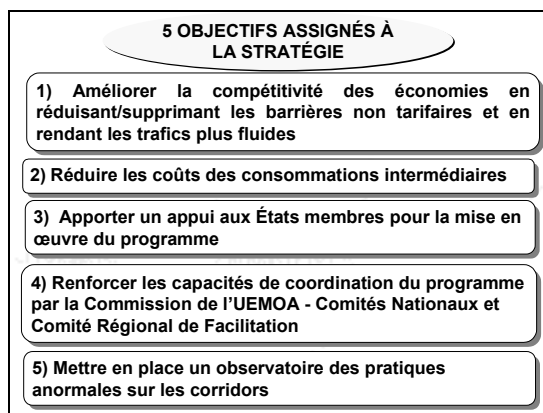 5 OBJECTIFS ASSIGNÉS À
LA STRATÉGIE
1) Améliorer la compétitivité des économies en
réduisant/supprimant les barrières non tarifaires et en
rendant les trafics plus fluides
2) Réduire les coûts des consommations intermédiaires
3) Apporter un appui aux États membres pour la mise en
œuvre du programme
4) Renforcer les capacités de coordination du programme
par la Commission de l'UEMOA - Comités Nationaux et
Comité Régional de Facilitation
5) Mettre en place un observatoire des pratiques
anormales sur les corridors